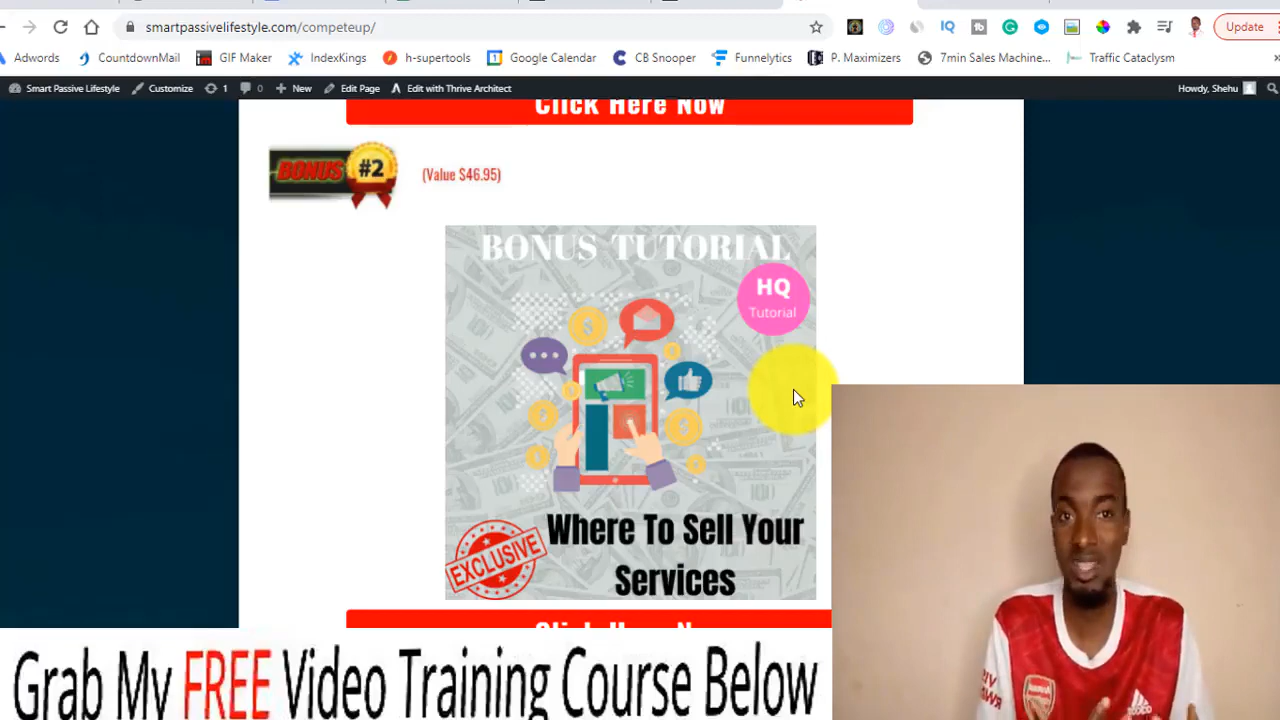 smartpassivelifestyle.com/competeup/
Update
Adwords CountdownMail GIF Maker IndexKings h-supertools Google Calendar CB Snooper Funnelytics P. Maximizers 7min Sales Machine... Traffic Cataclysm
Smart Passive Lifestyle Customize 1 0 New Edit Page Edit with Thrive Architect Howdy, Shehu
Click Here Now
BONUS #2 (Value $46.95)
BONUS TUTORIAL
HQ
Tutorial
Where To Sell Your
Services
EXCLUSIVE
Grab My FREE Video Training Course Below
Arsenal
adidas